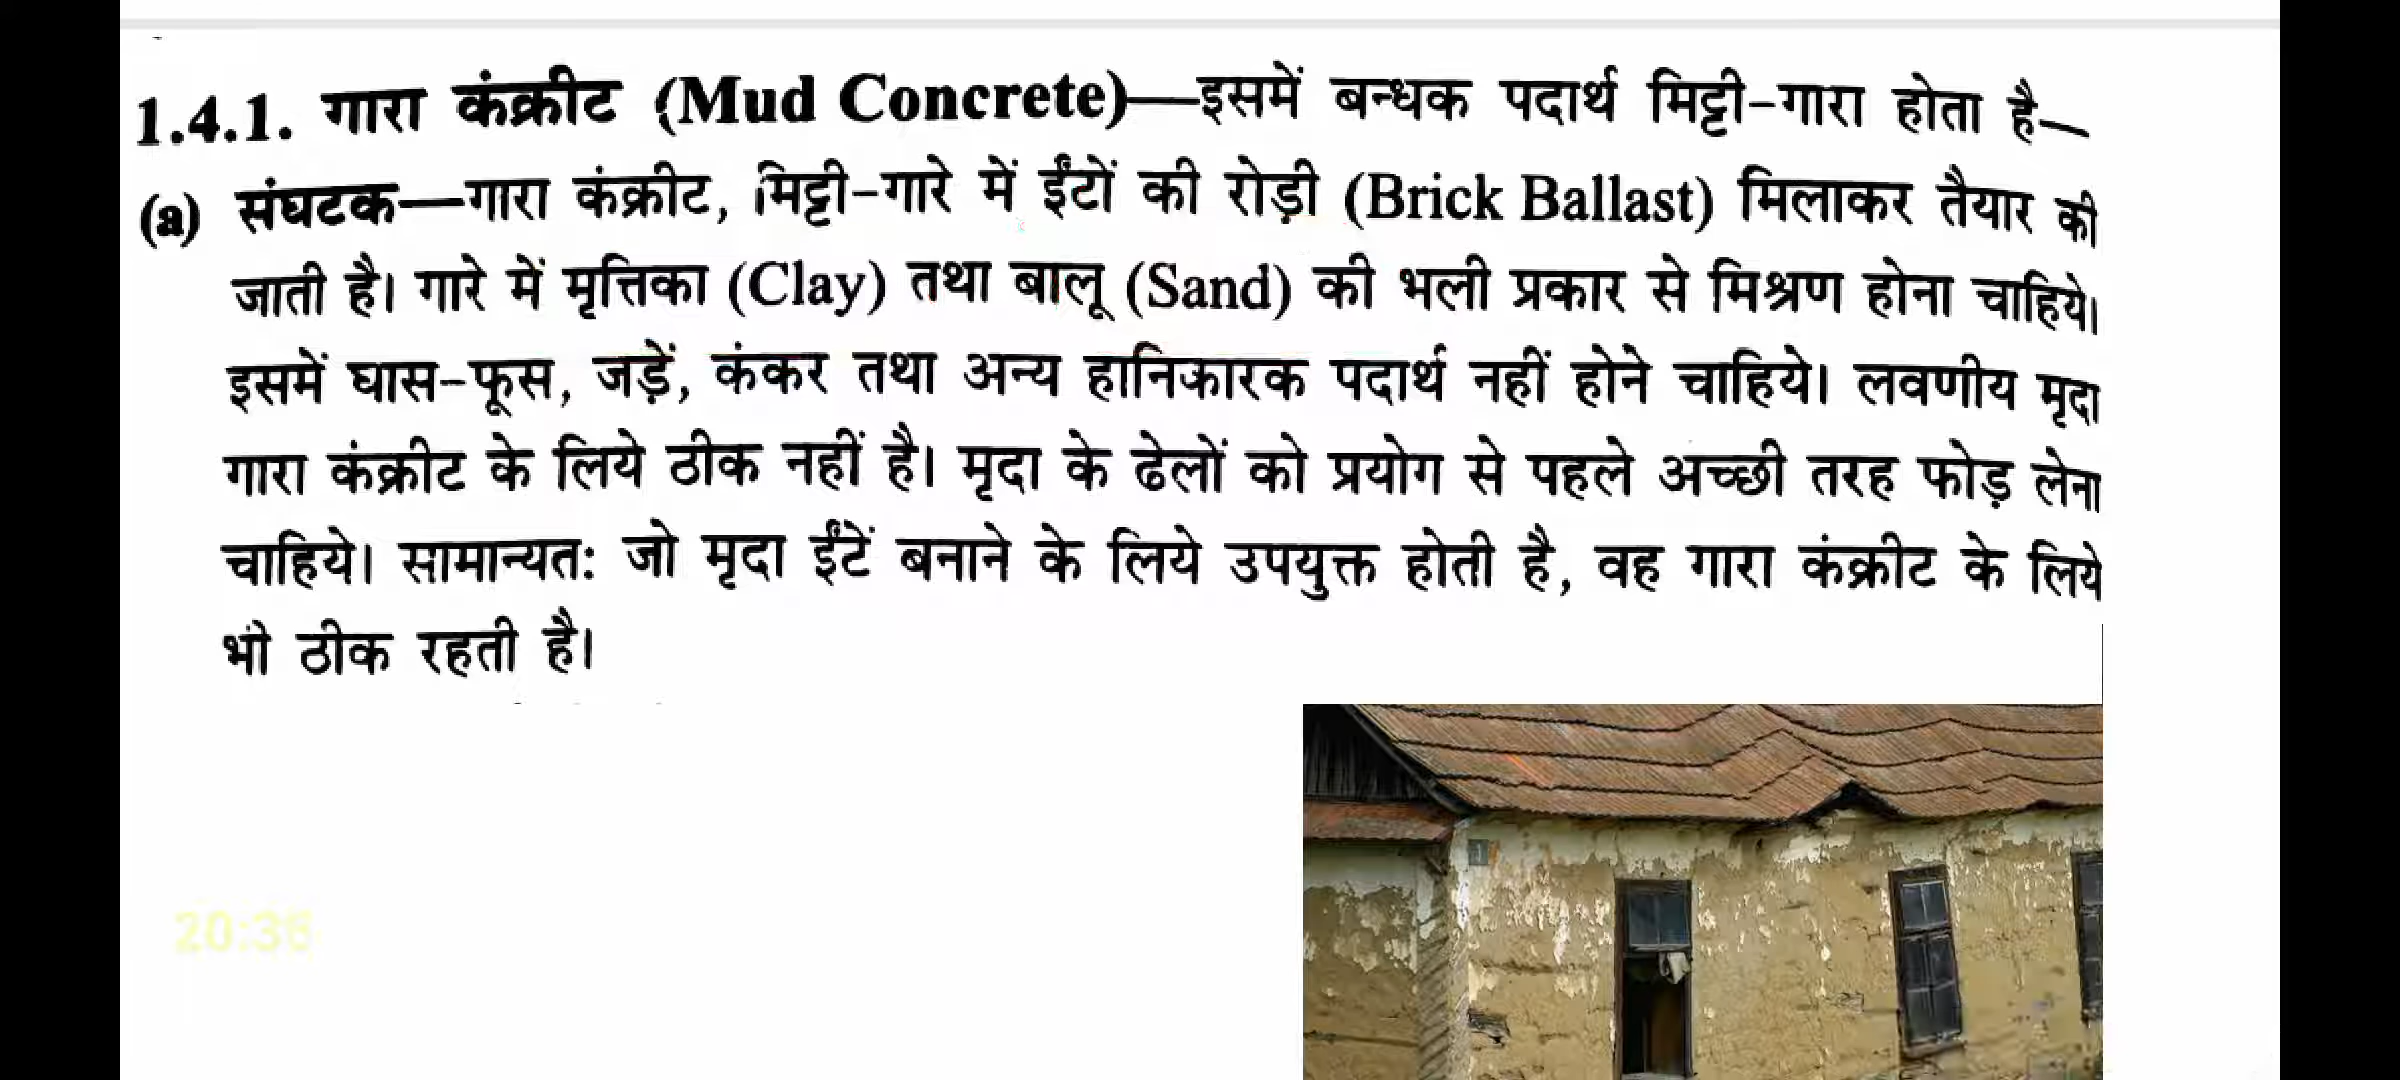 1.4.1. गारा कंक्रीट (Mud Concrete)—इसमें बन्धक पदार्थ मिट्टी-गारा होता है—
(a) संघटक—गारा कंक्रीट, मिट्टी-गारे में ईंटों की रोड़ी (Brick Ballast) मिलाकर तैयार की
जाती है। गारे में मृत्तिका (Clay) तथा बालू (Sand) की भली प्रकार से मिश्रण होना चाहिये।
इसमें घास-फूस, जड़ें, कंकर तथा अन्य हानिकारक पदार्थ नहीं होने चाहिये। लवणीय मृदा
गारा कंक्रीट के लिये ठीक नहीं है। मृदा के ढेलों को प्रयोग से पहले अच्छी तरह फोड़ लेना
चाहिये। सामान्यत: जो मृदा ईंटें बनाने के लिये उपयुक्त होती है, वह गारा कंक्रीट के लिये
भी ठीक रहती है।